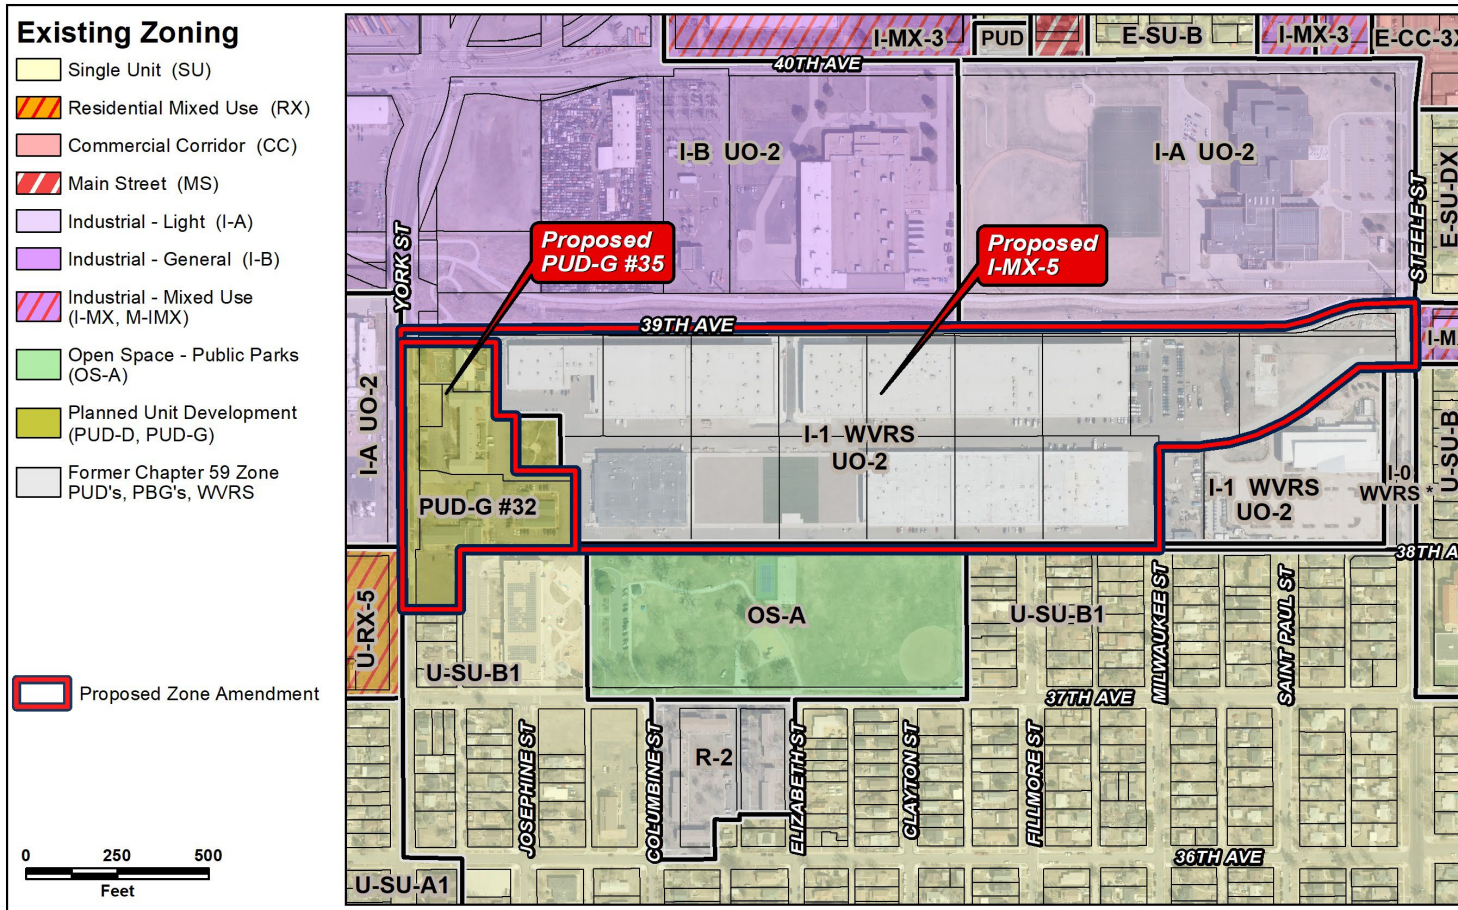 Existing Zoning
Single Unit (SU)
Residential Mixed Use (RX)
Commercial Corridor (CC)
Main Street (MS)
Industrial - Light (I-A)
Industrial - General (I-B)
Industrial - Mixed Use
(I-MX, M-IMX)
Open Space - Public Parks
(OS-A)
Planned Unit Development
(PUD-D, PUD-G)
Former Chapter 59 Zone
PUD's, PBG's, WVRS
Proposed Zone Amendment
0 250 500
Feet
I-MX-3
PUD
E-SU-B
I-MX-3
E-CC-3X
40TH AVE
I-B UO-2
I-A UO-2
E-SU-DX
STEELE ST
YORK ST
Proposed
PUD-G #35
Proposed
I-MX-5
39TH AVE
I-MX
I-A UO-2
I-1 WVRS
UO-2
PUD-G #32
I-1 WVRS
UO-2
I-0
WVRS *
U-SU-B
38TH A
U-RX-5
OS-A
U-SU-B1
U-SU-B1
MILWAUKEE ST
SAINT PAUL ST
37TH AVE
JOSEPHINE ST
COLUMBINE ST
R-2
ELIZABETH ST
CLAYTON ST
FILLMORE ST
36TH AVE
U-SU-A1